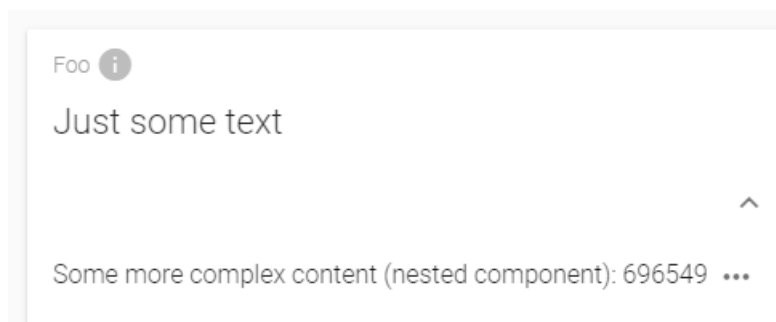 Foo
Just some text
Some more complex content (nested component): 696549 •••